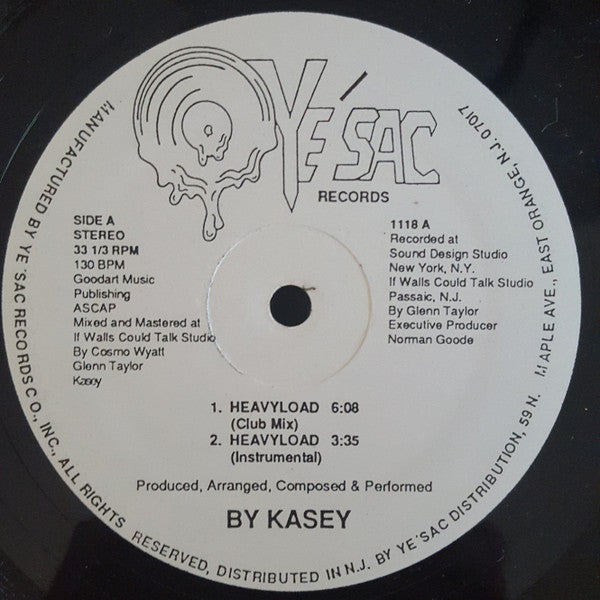 YE´SAC
RECORDS
SIDE A
STEREO
33 1/3 RPM
130 BPM
Goodart Music
Publishing
ASCAP
Mixed and Mastered at
If Walls Could Talk Studio
By Cosmo Wyatt
Glenn Taylor
Kasey
1118 A
Recorded at
Sound Design Studio
New York, N.Y.
If Walls Could Talk Studio
Passaic, N.J.
By Glenn Taylor
Executive Producer
Norman Goode
1. HEAVYLOAD 6:08
(Club Mix)
2. HEAVYLOAD 3:35
(Instrumental)
Produced, Arranged, Composed & Performed
BY KASEY
MANUFACTURED BY YE´SAC RECORDS CO., INC., ALL RIGHTS RESERVED, DISTRIBUTED IN N.J. BY YE´SAC DISTRIBUTION, 59 N. MAPLE AVE., EAST ORANGE, N.J. 07017